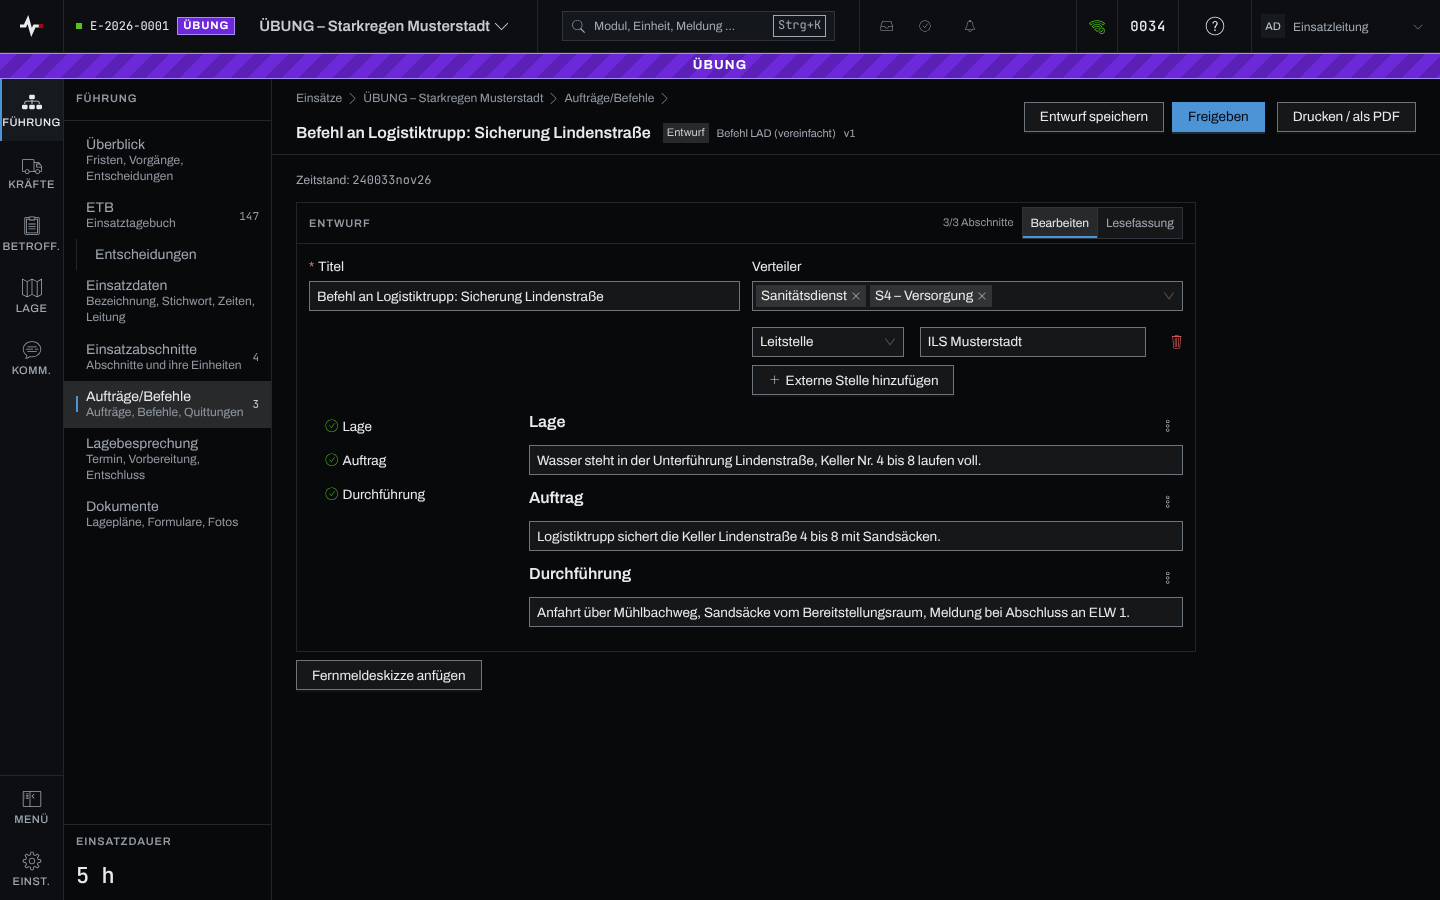 E-2026-0001 ÜBUNG
ÜBUNG – Starkregen Musterstadt
Modul, Einheit, Meldung ... Strg+K
0034
?
AD Einsatzleitung
ÜBUNG
FÜHRUNG
KRÄFTE
BETROFF.
LAGE
KOMM.
MENÜ
EINST.
FÜHRUNG
Überblick
Fristen, Vorgänge,
Entscheidungen
ETB
Einsatztagebuch
147
Entscheidungen
Einsatzdaten
Bezeichnung, Stichwort, Zeiten,
Leitung
Einsatzabschnitte
Abschnitte und ihre Einheiten
4
Aufträge/Befehle
Aufträge, Befehle, Quittungen
3
Lagebesprechung
Termin, Vorbereitung,
Entschluss
Dokumente
Lagepläne, Formulare, Fotos
EINSATZDAUER
5 h
Einsätze > ÜBUNG – Starkregen Musterstadt > Aufträge/Befehle >
Befehl an Logistiktrupp: Sicherung Lindenstraße Entwurf Befehl LAD (vereinfacht) v1
Entwurf speichern
Freigeben
Drucken / als PDF
Zeitstand: 240033nov26
ENTWURF
3/3 Abschnitte
Bearbeiten
Lesefassung
* Titel
Befehl an Logistiktrupp: Sicherung Lindenstraße
Verteiler
Sanitätsdienst × S4 – Versorgung ×
Leitstelle
ILS Musterstadt
+ Externe Stelle hinzufügen
Lage
Auftrag
Durchführung
Lage
Wasser steht in der Unterführung Lindenstraße, Keller Nr. 4 bis 8 laufen voll.
Auftrag
Logistiktrupp sichert die Keller Lindenstraße 4 bis 8 mit Sandsäcken.
Durchführung
Anfahrt über Mühlbachweg, Sandsäcke vom Bereitstellungsraum, Meldung bei Abschluss an ELW 1.
Fernmeldeskizze anfügen